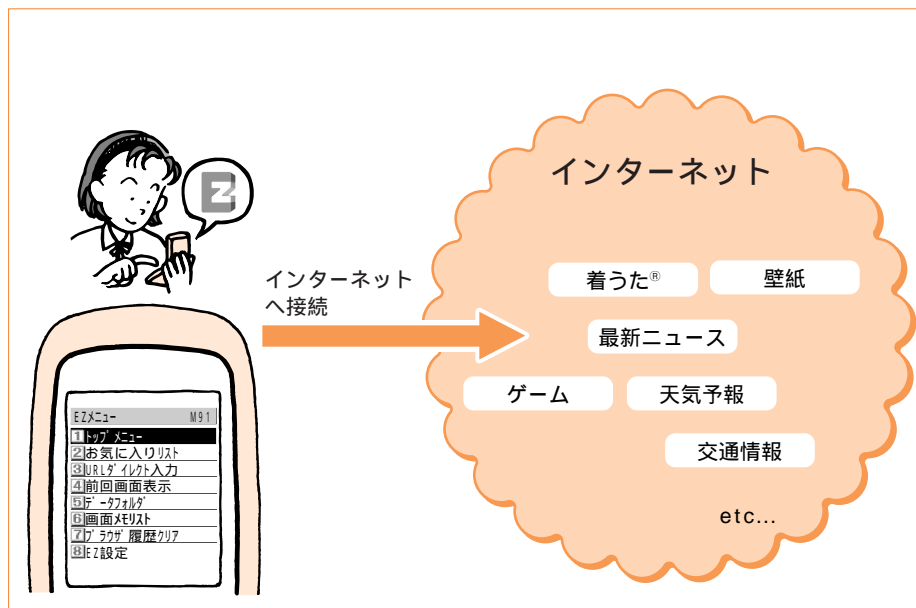 インターネット
着うた®
壁紙
最新ニュース
ゲーム
天気予報
交通情報
etc...
インターネット
へ接続
EZ
EZメニュー M91
1トップメニュー
2お気に入りリスト
3URLダイレクト入力
4前回画面表示
5データフォルダ
6画面メモリスト
7ブラウザ履歴クリア
8EZ設定